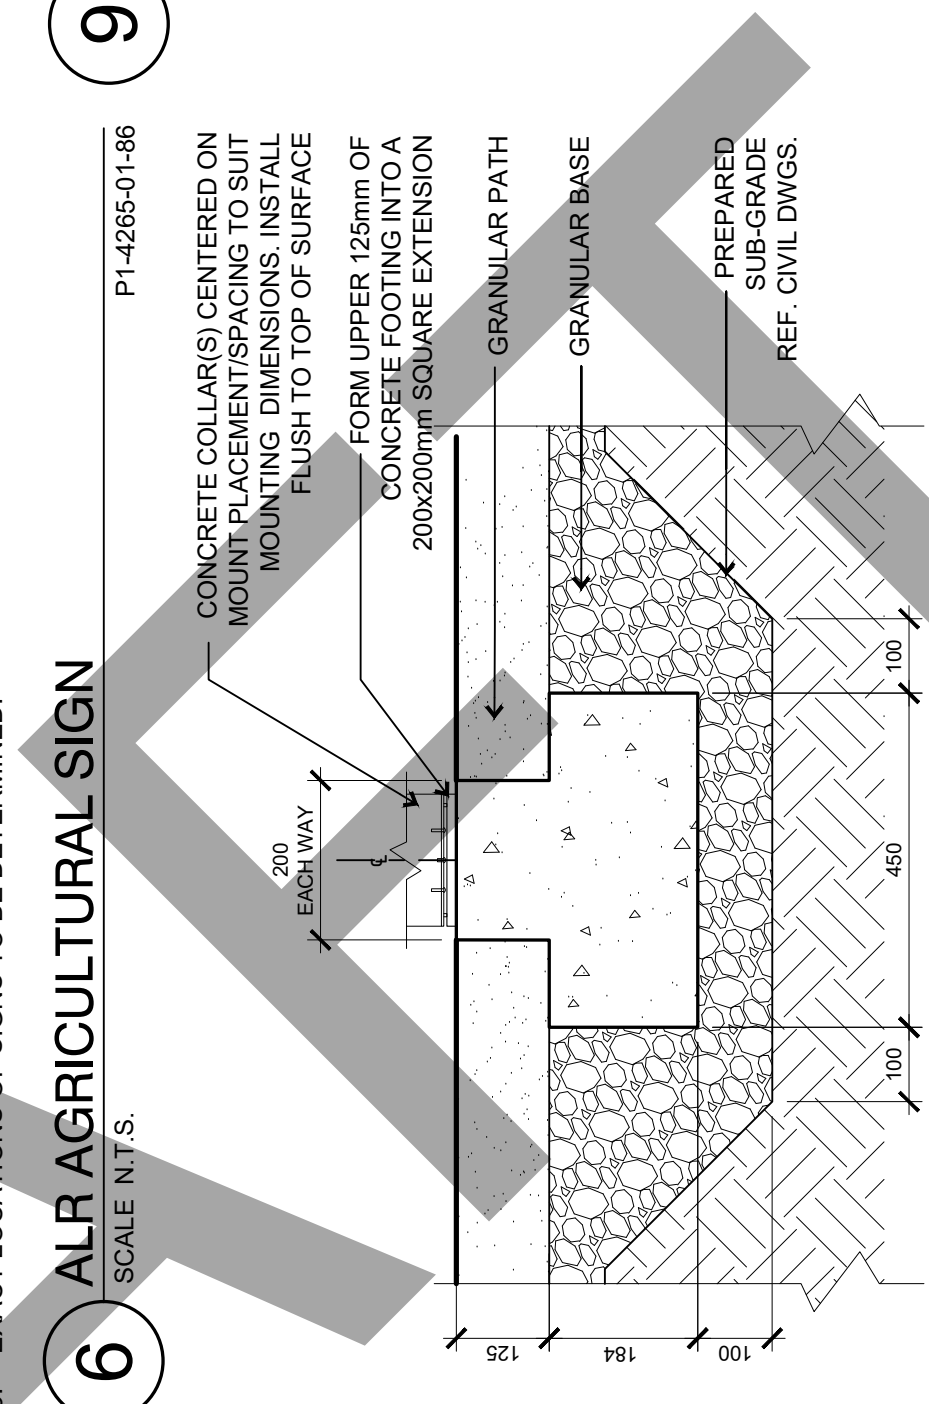 9
6
ALR AGRICULTURAL SIGN
SCALE N.T.S.
P1-4265-01-86
CONCRETE COLLAR(S) CENTERED ON
MOUNT PLACEMENT/SPACING TO SUIT
MOUNTING DIMENSIONS. INSTALL
FLUSH TO TOP OF SURFACE
FORM UPPER 125mm OF
CONCRETE FOOTING INTO A
200x200mm SQUARE EXTENSION
GRANULAR PATH
GRANULAR BASE
PREPARED
SUB-GRADE
REF. CIVIL DWGS.
200
EACH WAY
℄
125
184
100
100
450
100